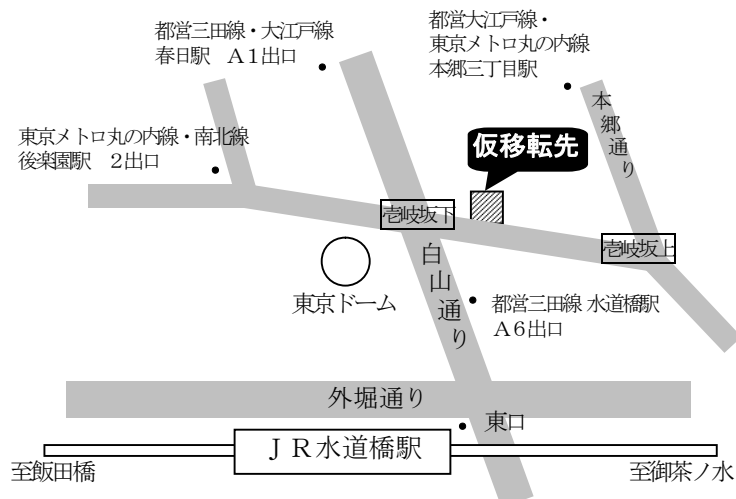 都営三田線・大江戸線
春日駅　A１出口
都営大江戸線・
東京メトロ丸の内線
本郷三丁目駅
本郷通り
東京メトロ丸の内線・南北線
後楽園駅　２出口
仮移転先
壱岐坂下
壱岐坂上
白山通り
東京ドーム
都営三田線 水道橋駅
A６出口
外堀通り
東口
ＪＲ水道橋駅
至飯田橋
至御茶ノ水